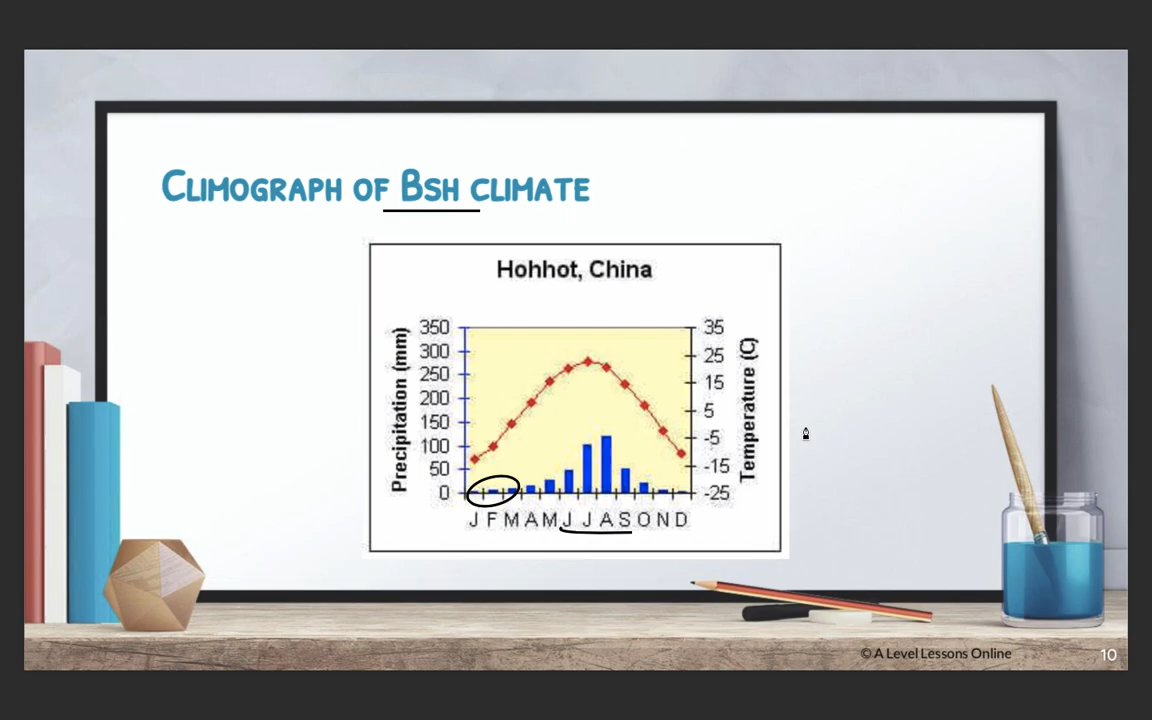 Climograph of Bsh climate
Hohhot, China
Precipitation (mm)
350
300
250
200
150
100
50
0
35
25
15
5
-5
-15
-25
Temperature (C)
J F M A M J J A S O N D
© A Level Lessons Online
10